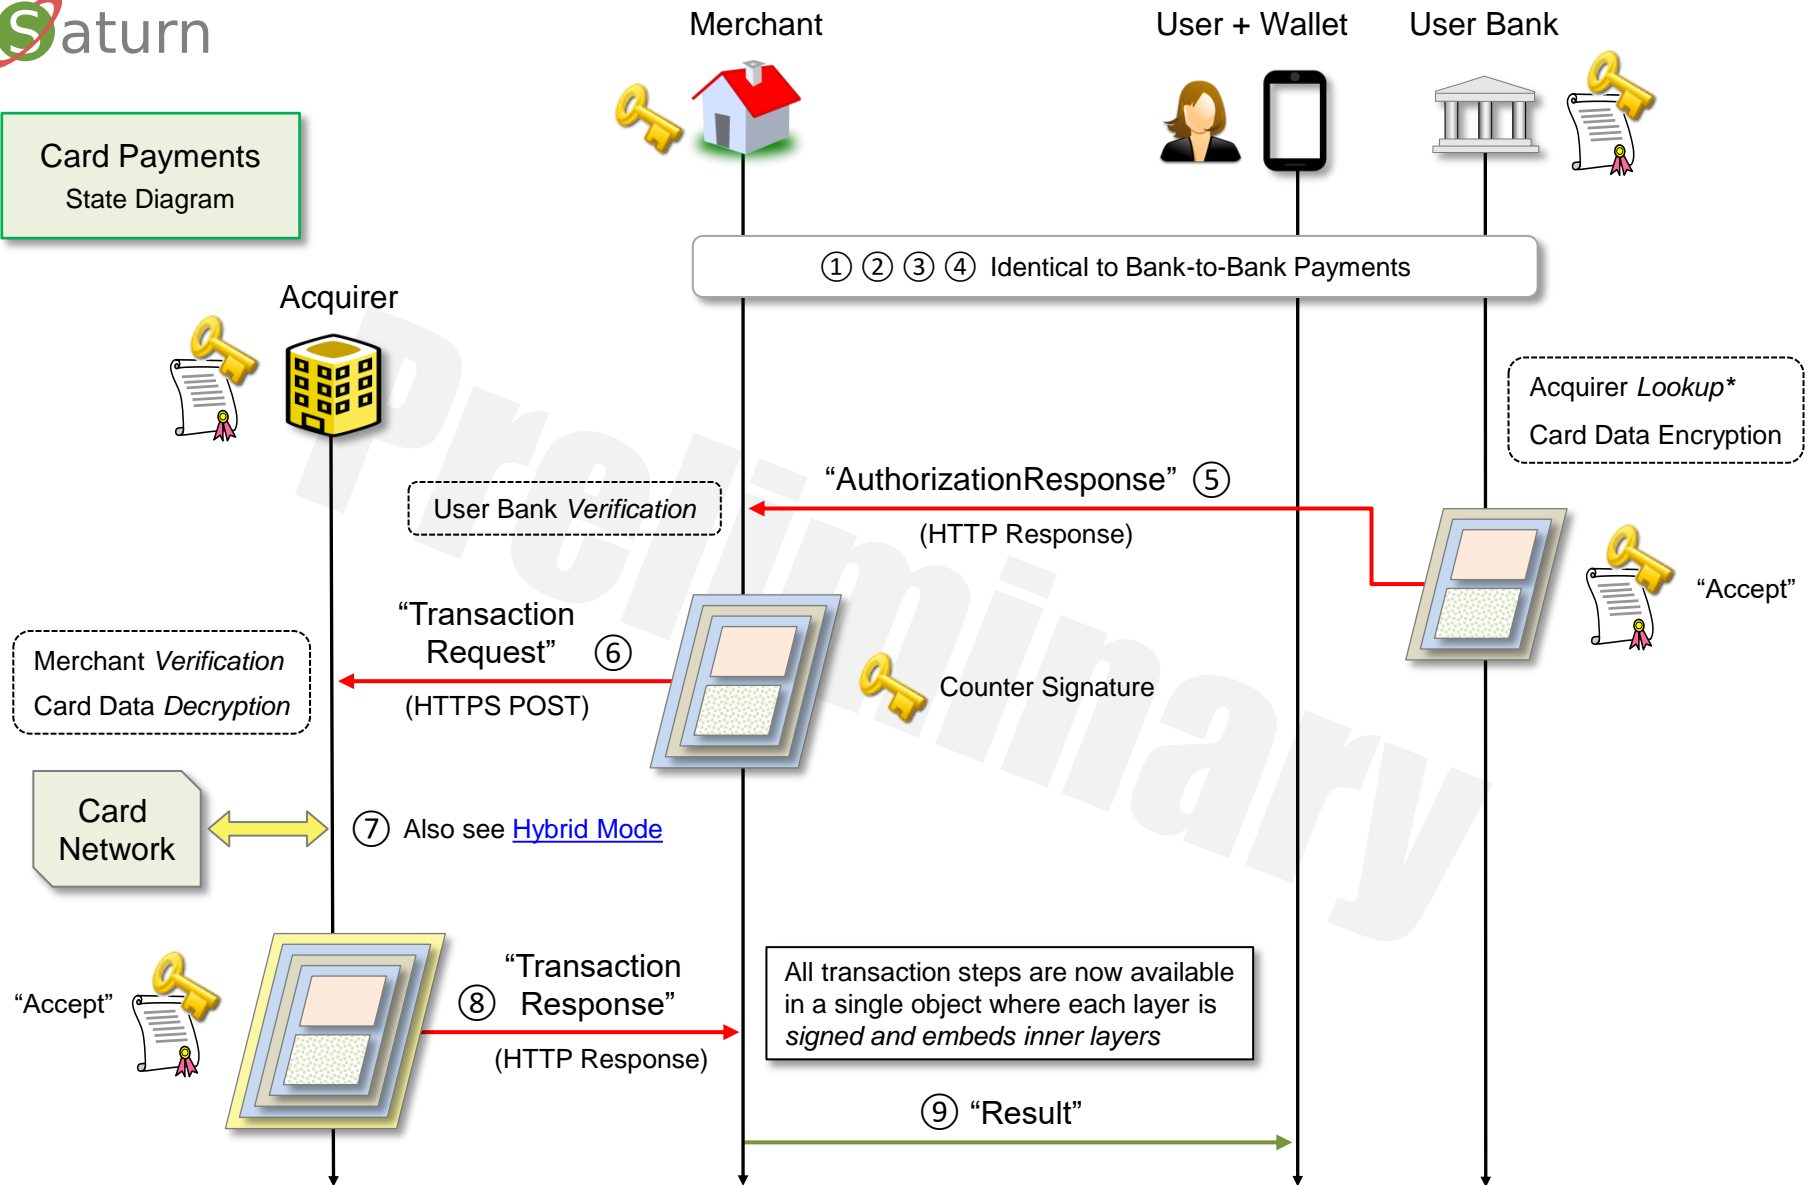 Saturn
Merchant
User + Wallet
User Bank
Card Payments
State Diagram
① ② ③ ④ Identical to Bank-to-Bank Payments
Acquirer
Acquirer Lookup*
Card Data Encryption
“AuthorizationResponse” ⑤
(HTTP Response)
User Bank Verification
“Accept”
“Transaction
Request” ⑥
(HTTPS POST)
Merchant Verification
Card Data Decryption
Counter Signature
Card
Network
⑦ Also see Hybrid Mode
“Accept”
“Transaction
⑧ Response”
(HTTP Response)
All transaction steps are now available
in a single object where each layer is
signed and embeds inner layers
⑨ “Result”
Preliminary